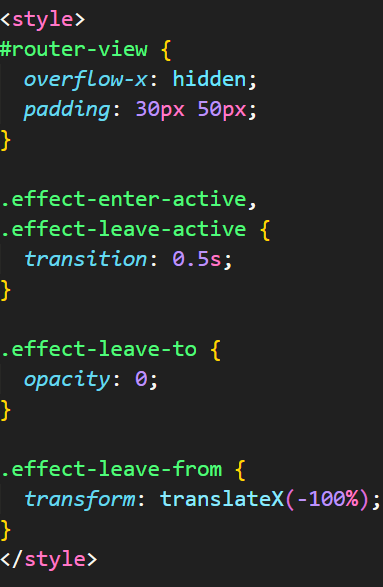 <style>
#router-view {
overflow-x: hidden;
padding: 30px 50px;
}
.effect-enter-active,
.effect-leave-active {
transition: 0.5s;
}
.effect-leave-to {
opacity: 0;
}
.effect-leave-from {
transform: translateX(-100%);
}
</style>